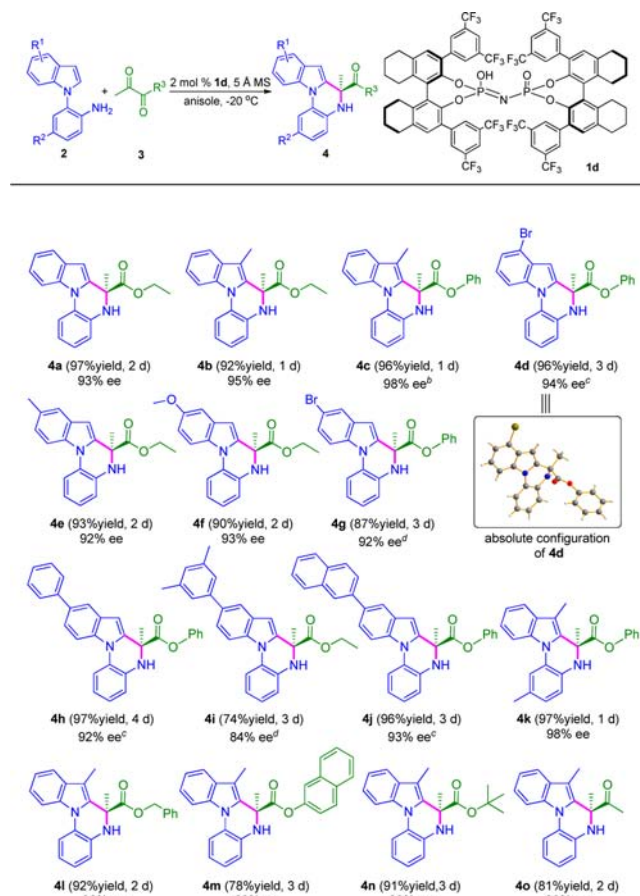 R¹
NH₂
R²
2
+
O
R³
O
3
2 mol % 1d, 5 Å MS
anisole, -20 °C
R¹
Me
O
R³
N
NH
R²
4
CF₃ CF₃
F₃C CF₃
OH O
O O
P=N-P
O O
CF₃ F₃C
CF₃ CF₃
1d
4a (97%yield, 2 d)
93% ee
4b (92%yield, 1 d)
95% ee
4c (96%yield, 1 d)
98% eeᵇ
4d (96%yield, 3 d)
94% eeᶜ
4e (93%yield, 2 d)
92% ee
4f (90%yield, 2 d)
93% ee
4g (87%yield, 3 d)
92% eeᵈ
absolute configuration
of 4d
4h (97%yield, 4 d)
92% eeᶜ
4i (74%yield, 3 d)
84% eeᵈ
4j (96%yield, 3 d)
93% eeᶜ
4k (97%yield, 1 d)
98% ee
4l (92%yield, 2 d)
4m (78%yield, 3 d)
4n (91%yield,3 d)
4o (81%yield, 2 d)